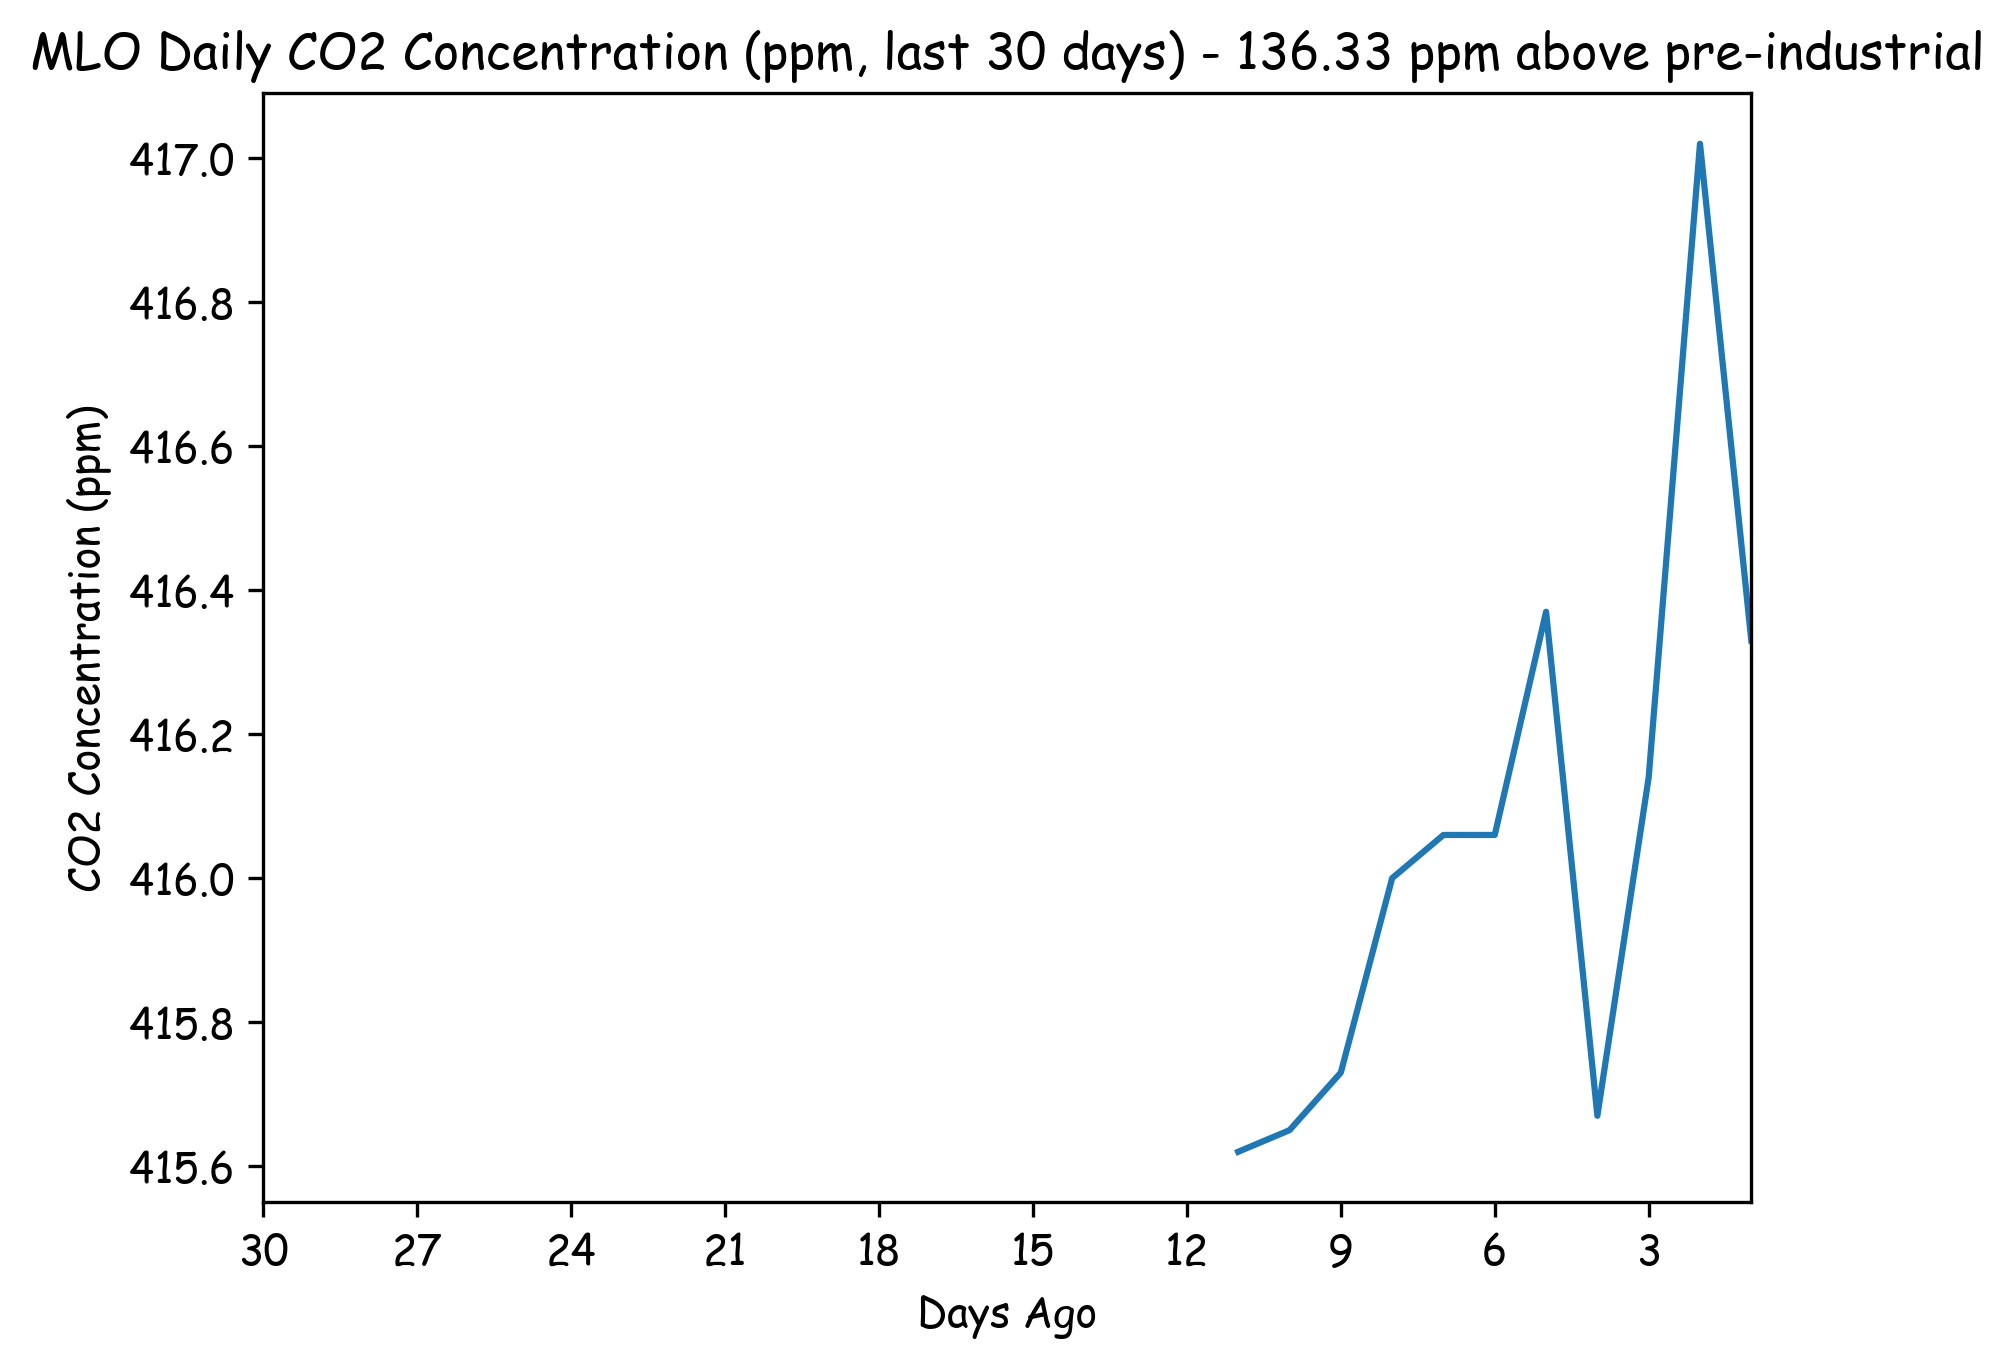 MLO Daily CO2 Concentration (ppm, last 30 days) - 136.33 ppm above pre-industrial
CO2 Concentration (ppm)
417.0
416.8
416.6
416.4
416.2
416.0
415.8
415.6
30 27 24 21 18 15 12 9 6 3
Days Ago